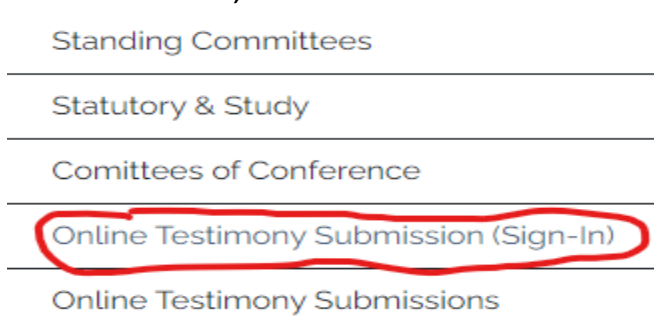 Standing Committees
Statutory & Study
Comittees of Conference
Online Testimony Submission (Sign-In)
Online Testimony Submissions